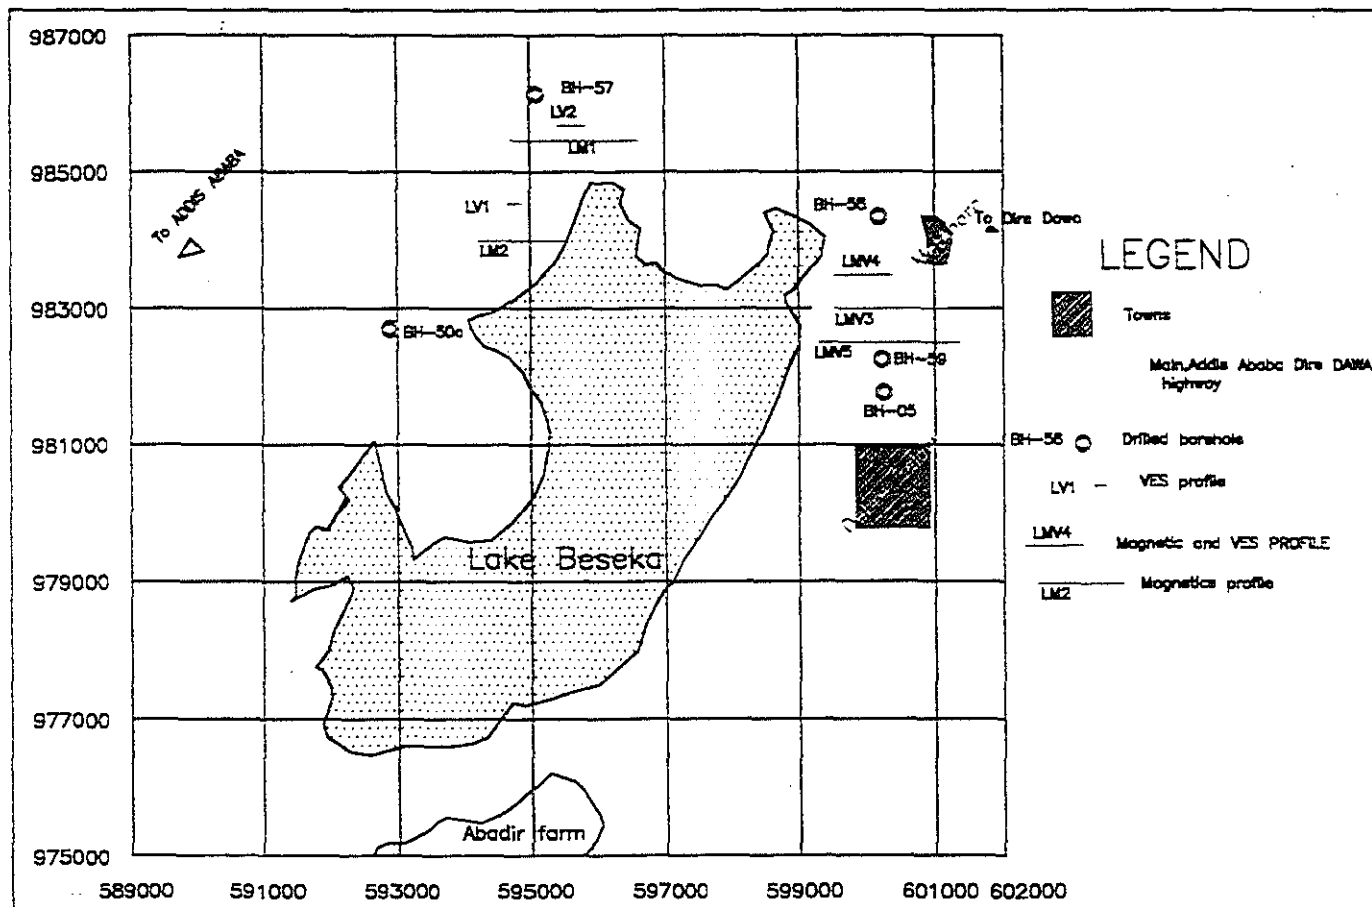 987000
BH-57
LV2
LM1
985000
To ADDIS ABABA
LV1
BH-58
To Dire Dawa
LM2
LMV4
LEGEND
983000
LMV3
Towns
BH-50c
LMV5
BH-59
Main,Addis Ababa Dire DAWA
highway
BH-05
981000
BH-58
Drilled borehole
LV1
VES profile
LMV4
Magnetic and VES PROFILE
Lake Beseka
979000
LM2
Magnetics profile
977000
Abadir farm
975000
589000 591000 593000 595000 597000 599000 601000 602000